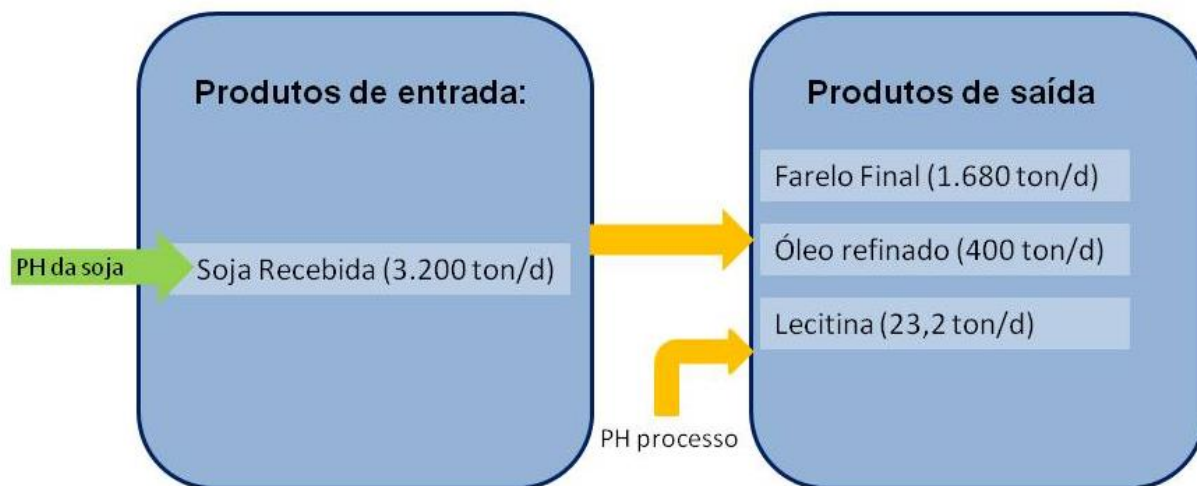 Produtos de entrada:
PH da soja
Soja Recebida (3.200 ton/d)
PH processo
Produtos de saída
Farelo Final (1.680 ton/d)
Óleo refinado (400 ton/d)
Lecitina (23,2 ton/d)